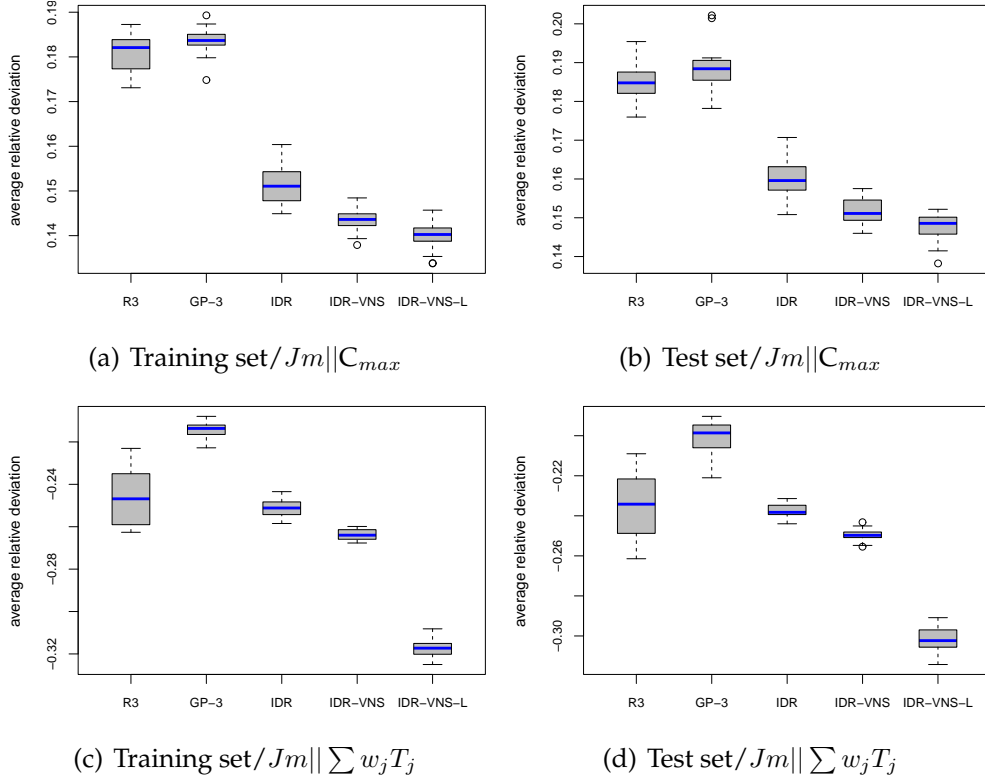 average relative deviation
0.19
0.18
0.17
0.16
0.15
0.14
R3 GP−3 IDR IDR−VNS IDR−VNS−L
(a) Training set/Jm||C_max
average relative deviation
0.20
0.19
0.18
0.17
0.16
0.15
0.14
R3 GP−3 IDR IDR−VNS IDR−VNS−L
(b) Test set/Jm||C_max
average relative deviation
−0.24
−0.28
−0.32
R3 GP−3 IDR IDR−VNS IDR−VNS−L
(c) Training set/Jm|| ∑ w_jT_j
average relative deviation
−0.22
−0.26
−0.30
R3 GP−3 IDR IDR−VNS IDR−VNS−L
(d) Test set/Jm|| ∑ w_jT_j